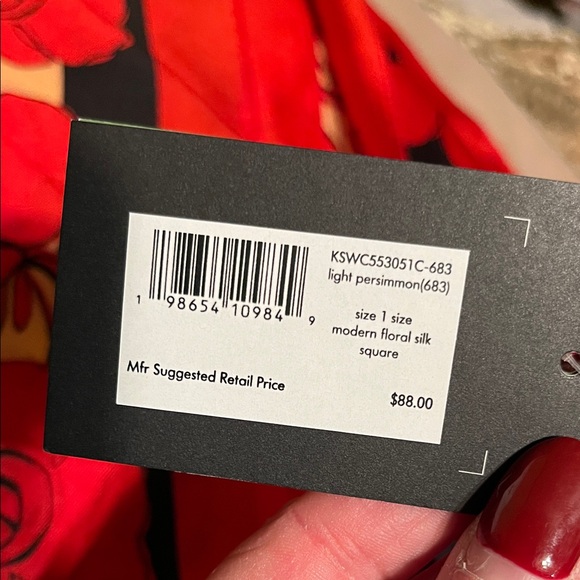 KSWC553051C-683
light persimmon(683)
size 1 size
modern floral silk
square
1 98654 10984 9
Mfr Suggested Retail Price
$88.00